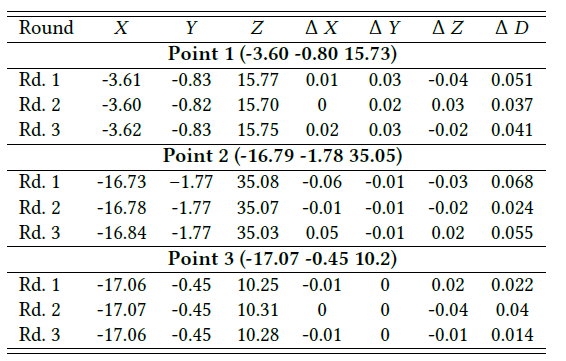 Round X Y Z Δ X Δ Y Δ Z Δ D
Point 1 (-3.60 -0.80 15.73)
Rd. 1 -3.61 -0.83 15.77 0.01 0.03 -0.04 0.051
Rd. 2 -3.60 -0.82 15.70 0 0.02 0.03 0.037
Rd. 3 -3.62 -0.83 15.75 0.02 0.03 -0.02 0.041
Point 2 (-16.79 -1.78 35.05)
Rd. 1 -16.73 −1.77 35.08 -0.06 -0.01 -0.03 0.068
Rd. 2 -16.78 -1.77 35.07 -0.01 -0.01 -0.02 0.024
Rd. 3 -16.84 -1.77 35.03 0.05 -0.01 0.02 0.055
Point 3 (-17.07 -0.45 10.2)
Rd. 1 -17.06 -0.45 10.25 -0.01 0 0.02 0.022
Rd. 2 -17.07 -0.45 10.31 0 0 -0.04 0.04
Rd. 3 -17.06 -0.45 10.28 -0.01 0 -0.01 0.014